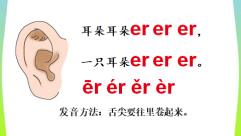 耳朵耳朵er er er，
一只耳朵er er er。
ēr ér ěr èr
发音方法：舌尖要往里卷起来。